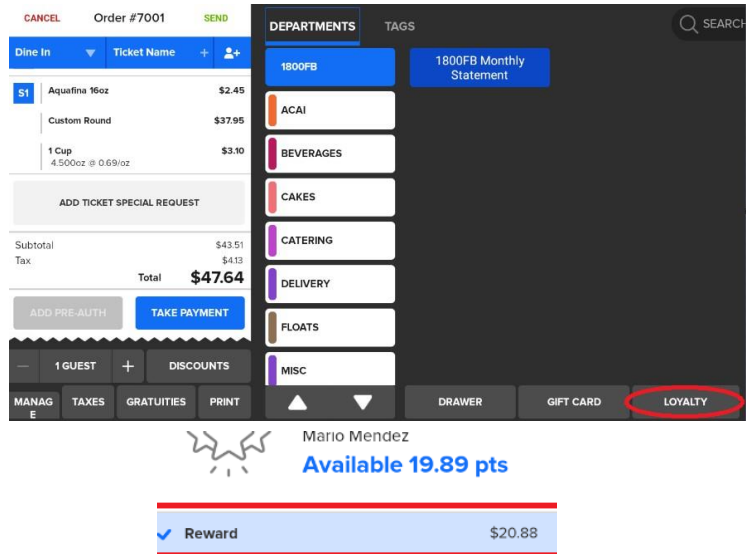 CANCEL Order #7001 SEND
Dine In Ticket Name +
S1 Aquafina 16oz $2.45
Custom Round $37.95
1 Cup $3.10
4.500oz @ 0.69/oz
ADD TICKET SPECIAL REQUEST
Subtotal $43.51
Tax $4.13
Total $47.64
ADD PRE-AUTH TAKE PAYMENT
− 1 GUEST + DISCOUNTS
MANAG
E
TAXES GRATUITIES PRINT
DEPARTMENTS TAGS SEARCH
1800FB
ACAI
BEVERAGES
CAKES
CATERING
DELIVERY
FLOATS
MISC
1800FB Monthly
Statement
DRAWER GIFT CARD LOYALTY
Mario Mendez
Available 19.89 pts
Reward $20.88